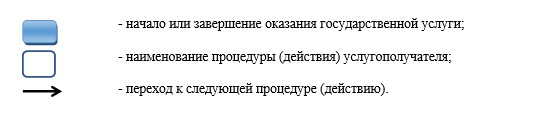 - начало или завершение оказания государственной услуги;
- наименование процедуры (действия) услугополучателя;
- переход к следующей процедуре (действию).